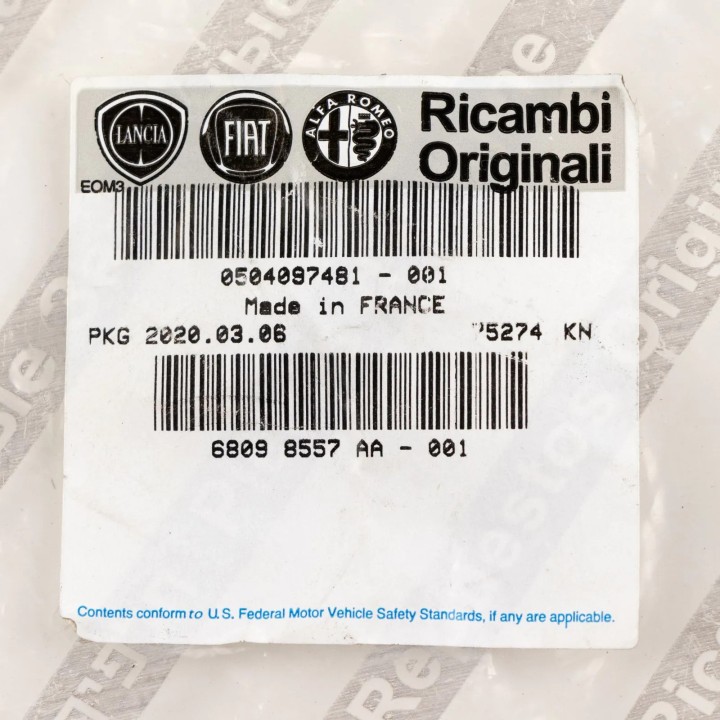 LANCIA
FIAT
ALFA ROMEO
Ricambi
Originali
EOM3
0504097481 - 001
Made in FRANCE
PKG 2020.03.06
5274 KN
6809 8557 AA - 001
Contents conform to U.S. Federal Motor Vehicle Safety Standards, if any are applicable.